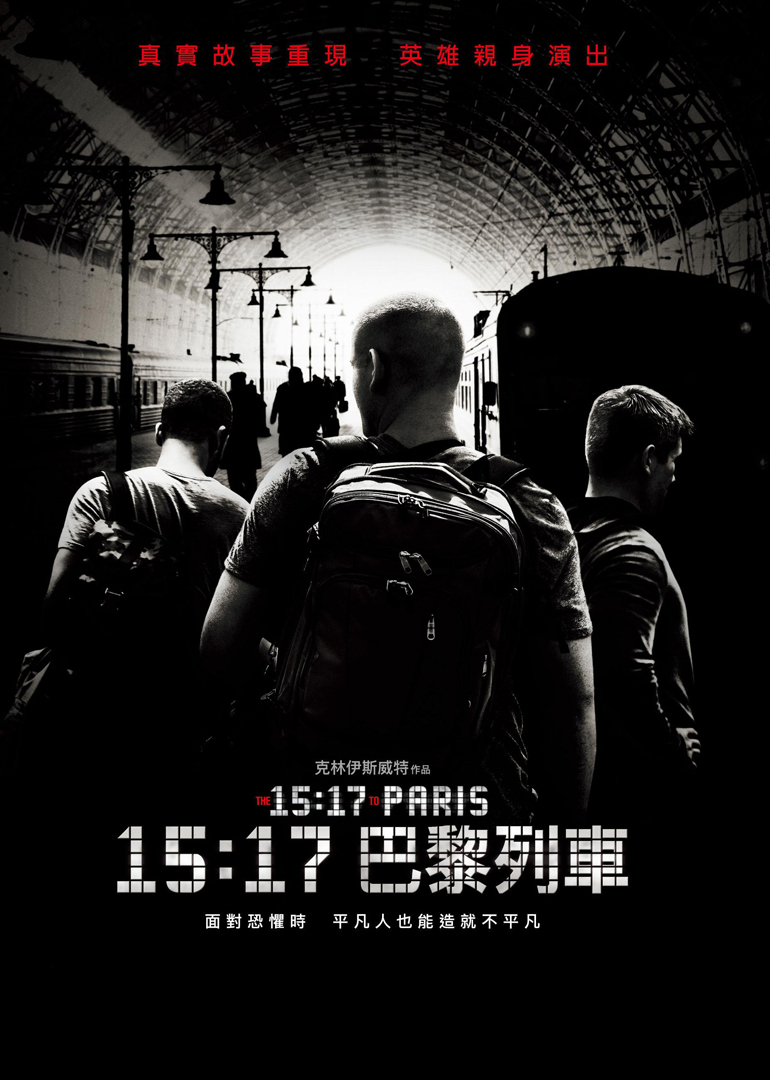 真實故事重現　英雄親身演出
克林伊斯威特作品
THE 15:17 TO PARIS
15:17 巴黎列車
面對恐懼時　平凡人也能造就不平凡